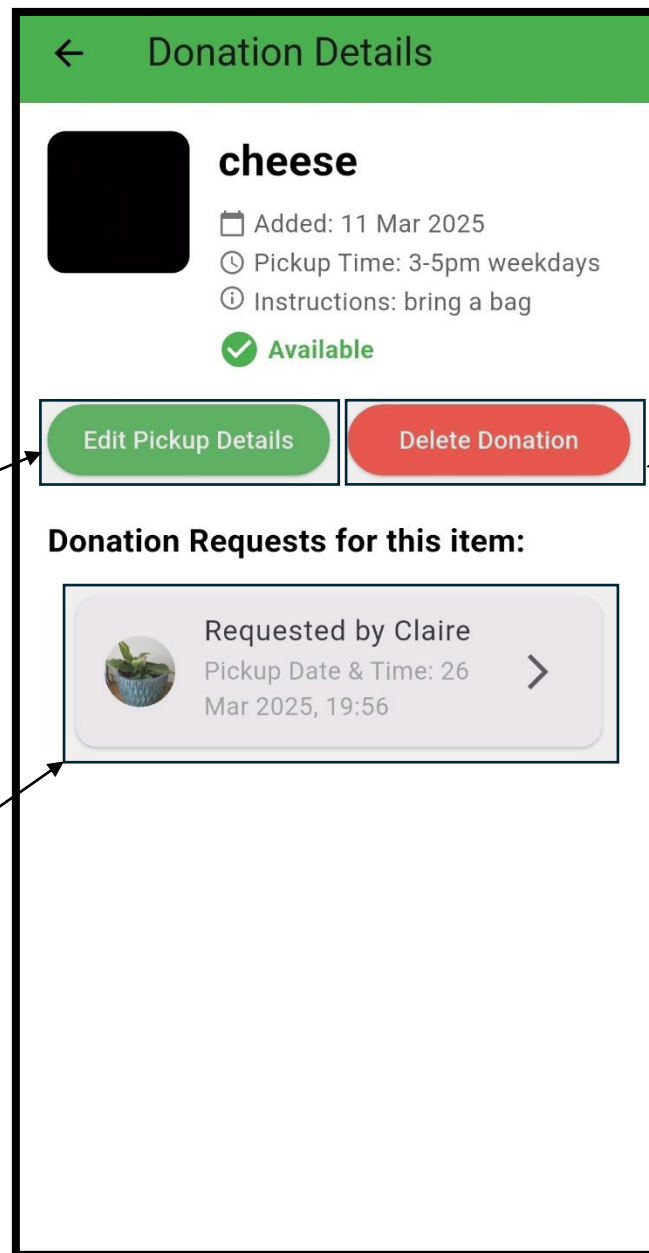 Donation Details
cheese
Added: 11 Mar 2025
Pickup Time: 3-5pm weekdays
Instructions: bring a bag
Available
Edit Pickup Details
Delete Donation
Donation Requests for this item:
Requested by Claire
Pickup Date & Time: 26
Mar 2025, 19:56